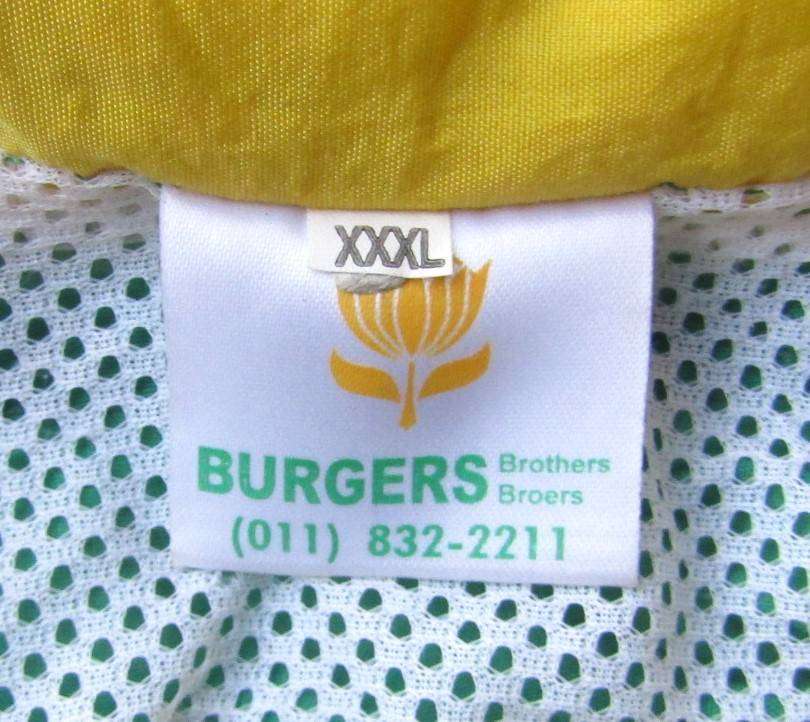 XXXL
BURGERS Brothers
Broers
(011) 832-2211